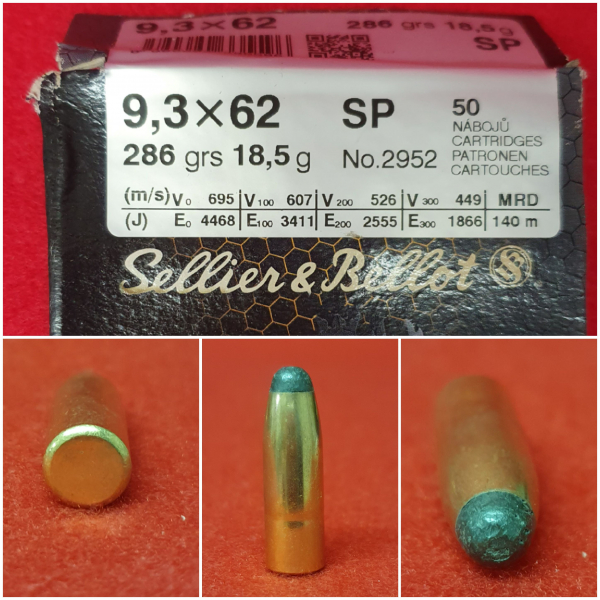 9,3×62
286 grs 18,5 g
SP
9,3×62 SP 50
NÁBOJŮ
CARTRIDGES
286 grs 18,5 g No.2952 PATRONEN
CARTOUCHES
(m/s) V0 695 V100 607 V200 526 V300 449 MRD
(J) E0 4468 E100 3411 E200 2555 E300 1866 140 m
Sellier & Bellot